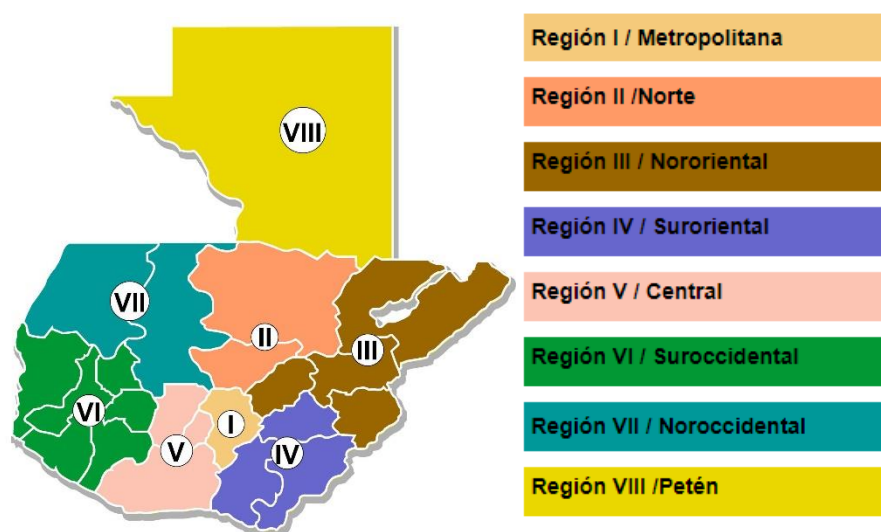 VIII
VII
II
III
VI
I
V
IV
Región I / Metropolitana
Región II /Norte
Región III / Nororiental
Región IV / Suroriental
Región V / Central
Región VI / Suroccidental
Región VII / Noroccidental
Región VIII /Petén